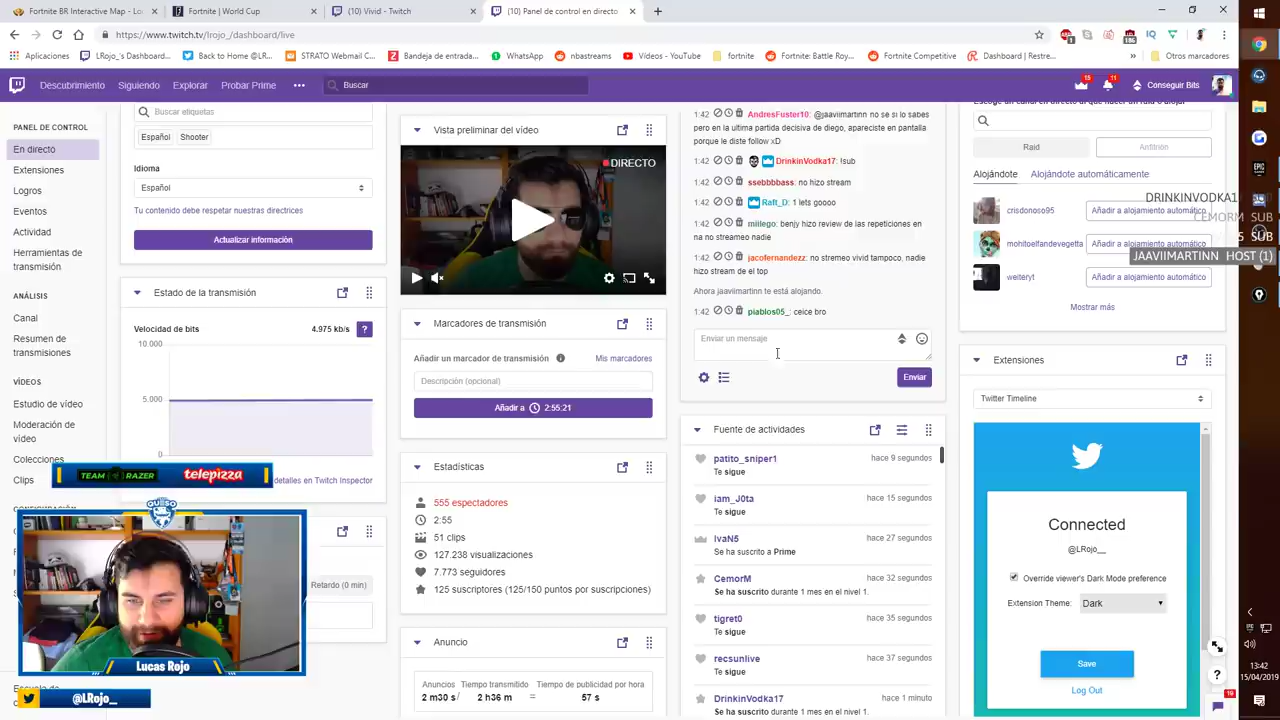 Fortnite BR Interactive Map - Lo
Fortnite | World Cup
(10) Vivid - Twitch
(10) Panel de control en directo
https://www.twitch.tv/lrojo_/dashboard/live
Aplicaciones
LRojo_'s Dashboard...
Back to Home @LR...
STRATO Webmail C...
Bandeja de entrada...
WhatsApp
nbastreams
Vídeos - YouTube
fortnite
Fortnite: Battle Roy...
Fortnite Competitive
Dashboard | Restre...
Otros marcadores
Descubrimiento
Siguiendo
Explorar
Probar Prime
Buscar
15
11
Conseguir Bits
PANEL DE CONTROL
En directo
Extensiones
Logros
Eventos
Actividad
Herramientas de
transmisión
ANÁLISIS
Canal
Resumen de
transmisiones
VÍDEOS
Estudio de vídeo
Moderación de
vídeo
Colecciones
Clips
Buscar etiquetas
Español
Shooter
Idioma
Español
Tu contenido debe respetar nuestras directrices
Actualizar información
Estado de la transmisión
Velocidad de bits
4.975 kb/s
?
10.000
5.000
0
detalles en Twitch Inspector
Retardo (0 min)
TEAM RAZER
telepizza
QUESO
Lucas Rojo
@LRojo_
Vista preliminar del vídeo
DIRECTO
Marcadores de transmisión
Añadir un marcador de transmisión
Mis marcadores
Descripción (opcional)
Añadir a 2:55:21
Estadísticas
555 espectadores
2:55
51 clips
127.238 visualizaciones
7.773 seguidores
125 suscriptores (125/150 puntos por suscripción)
Anuncio
Anuncios
Tiempo transmitido
Tiempo de publicidad por hora
2 m30 s/
2 h36 m
=
57 s
1:42 AndresFuster10: @jaaviimartinn no se si lo sabes
pero en la ultima partida decisiva de diego, apareciste en pantalla
porque le diste follow xD
1:42 DrinkinVodka17: !sub
1:42 ssebbbbass: no hizo stream
1:42 Raft_D: 1 lets goooo
1:42 miilego: benjy hizo review de las repeticiones en
na no streameo nadie
1:42 jacofernandezz: no stremeo vivid tampoco, nadie
hizo stream de el top
Ahora jaaviimartinn te está alojando.
1:42 piablos05_: ceice bro
Enviar un mensaje
Enviar
Fuente de actividades
patito_sniper1
hace 9 segundos
Te sigue
iam_J0ta
hace 15 segundos
Te sigue
IvaN5
hace 27 segundos
Se ha suscrito a Prime
CemorM
hace 32 segundos
Se ha suscrito durante 1 mes en el nivel 1.
tigret0
hace 35 segundos
Te sigue
recsunlive
hace 37 segundos
Te sigue
DrinkinVodka17
hace 1 minuto
Se ha suscrito durante 1 mes en el nivel 1.
Raid
Anfitrión
Alojándote
Alojándote automáticamente
crisdonoso95
Añadir a alojamiento automático
mohitoelfandevegetta
Añadir a alojamiento automático
weiteryt
Añadir a alojamiento automático
Mostrar más
DRINKINVODKA1
CEMORM SUB
SUB
JAAVIIMARTINN HOST (1)
Extensiones
Twitter Timeline
Connected
@LRojo__
Override viewer's Dark Mode preference
Extension Theme:
Dark
Save
Log Out
EPIC
13:42
15/04/2019
?
19